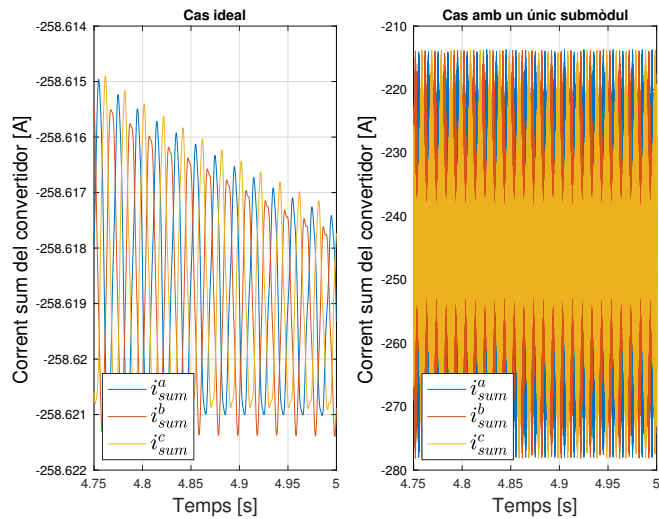 Cas ideal
-258.614
-258.615
-258.616
-258.617
-258.618
-258.619
-258.62
-258.621
-258.622
Corrent sum del convertidor [A]
4.75
4.8
4.85
4.9
4.95
5
Temps [s]
i^a_sum
i^b_sum
i^c_sum
Cas amb un únic submòdul
-210
-220
-230
-240
-250
-260
-270
-280
Corrent sum del convertidor [A]
4.75
4.8
4.85
4.9
4.95
5
Temps [s]
i^a_sum
i^b_sum
i^c_sum